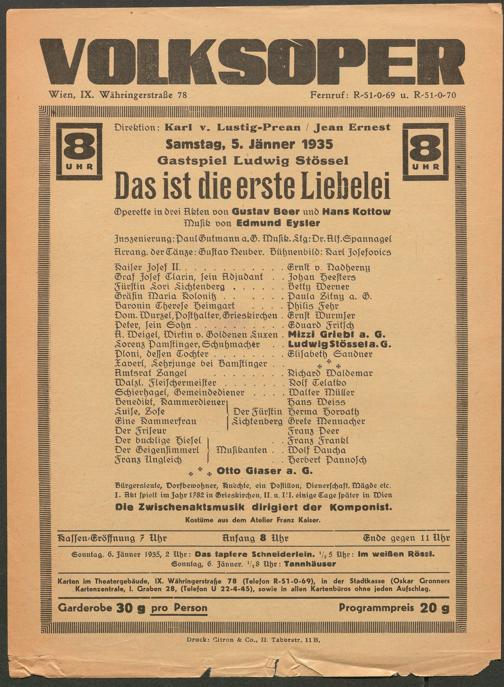 VOLKSOPER
Wien, IX. Währingerstraße 78 Fernruf: R-51-0-69 u. R-51-0-70
8 UHR
Direktion: Karl v. Lustig-Prean / Jean Ernest
8 UHR
Samstag, 5. Jänner 1935
Gastspiel Ludwig Stössel
Das ist die erste Liebelei
Operette in drei Akten von Gustav Beer und Hans Kottow
Musik von Edmund Eysler
Inszenierung: Paul Gutmann a. G. Musik. Ltg: Dr. Alf. Spannagel
Arrang. der Tänze: Gustav Neuber. Bühnenbild: Karl Josefovics
Kaiser Josef II. . . . . . . . . . Ernst v. Nadherny
Graf Josef Clarin, sein Adjudant . . Johan Heesters
Fürstin Lori Lichtenberg . . . . . . Betty Werner
Gräfin Maria Kolonitz . . . . . . . Paula Zitny a. G.
Baronin Therese Heimgart . . . . Philis Fehr
Dom. Wurzel, Posthalter, Grieskirchen . Ernst Wurmser
Peter, sein Sohn . . . . . . . . . Eduard Fritsch
A. Weigel, Wirtin v. Goldenen Luxen . Mizzi Griebl a. G.
Lorenz Pamstinger, Schuhmacher . . Ludwig Stössel a. G.
Ploni, dessen Tochter . . . . . . . Elisabeth Sandner
Xaverl, Lehrjunge bei Bamstinger . . * * *
Amtsrat Zangel . . . . . . . . . Richard Waldemar
Walzl, Fleischermeister . . . . . . Rolf Telasko
Schieferl, Gemeindediener . . . . Walter Müller
Benedikt, Kammerdiener Hans Weiss
Luise, Zofe Der Fürstin Herma Horvath
Eine Kammerfrau Lichtenberg Grete Mennacher
Der Friseur Franz Peer
Der bucklige Hiesel . . Franz Frankl
Der Geigenfimmerl Musikanten . . Wolf Daucha
Franz Ungleich . . Herbert Pannosch
* * * Otto Glaser a. G.
Bürgersleute, Dorfbewohner, Knechte, ein Postillon, Dienerschaft, Mägde etc.
I. Akt spielt im Jahr 1782 in Grieskirchen, II. u. III. einige Tage später in Wien
Die Zwischenaktsmusik dirigiert der Komponist.
Kostüme aus dem Atelier Franz Kaiser.
Kassen-Eröffnung 7 Uhr Anfang 8 Uhr Ende gegen 11 Uhr
Sonntag, 6. Jänner 1935, 2 Uhr: Das tapfere Schneiderlein. 1/2 5 Uhr: Im weißen Rössl.
Sonntag, 6. Jänner. 1/2 8 Uhr: Tannhäuser
Karten im Theatergebäude, IX. Währingerstraße 78 (Telefon R-51-0-69), in der Stadtkasse (Oskar Gronners
Kartenzentrale, I. Graben 28, (Telefon U 22-4-45), sowie in allen Kartenbüros ohne jeden Aufschlag.
Garderobe 30 g pro Person Programmpreis 20 g
Druck: Citron & Co., II. Taborstr. 11 B.